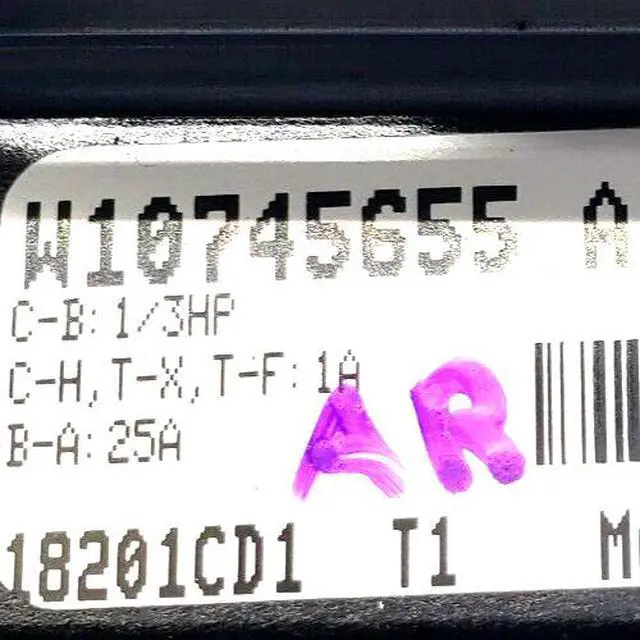 W10745655 A
C-B: 1/3HP
C-H,T-X,T-F: 1A
B-A: 25A
AR
18201CD1 T1